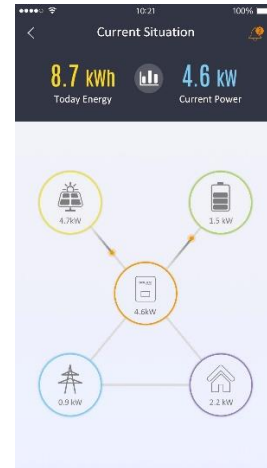 10:21
100%
Current Situation
8.7 kWh
4.6 kW
Today Energy
Current Power
4.7kW
1.5 kW
4.6kW
0.9 kW
2.2 kW